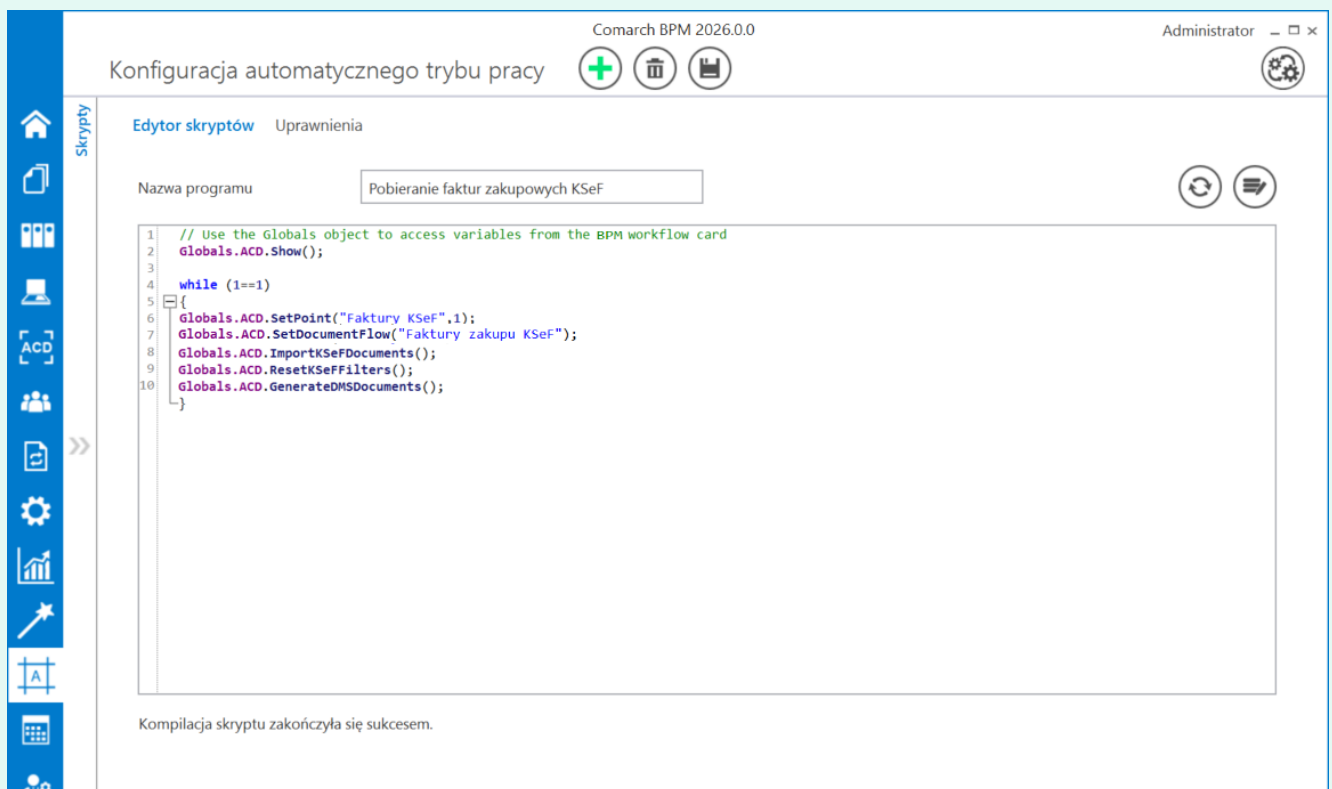 Comarch BPM 2026.0.0
Administrator
Konfiguracja automatycznego trybu pracy
Skrypty
Edytor skryptów Uprawnienia
Nazwa programu Pobieranie faktur zakupowych KSeF
1 // Use the Globals object to access variables from the BPM workflow card
2 Globals.ACD.Show();
3
4 while (1==1)
5 {
6 Globals.ACD.SetPoint("Faktury KSeF",1);
7 Globals.ACD.SetDocumentFlow("Faktury zakupu KSeF");
8 Globals.ACD.ImportKSeFDocuments();
9 Globals.ACD.ResetKSeFFilters();
10 Globals.ACD.GenerateDMSDocuments();
}
ACD
A
Kompilacja skryptu zakończyła się sukcesem.